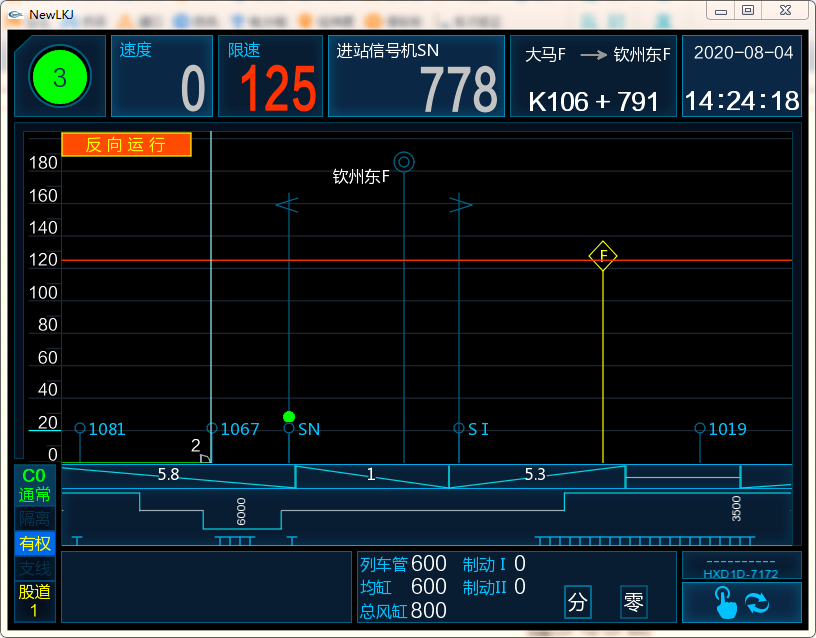 NewLKJ
3
速度
0
限速
125
进站信号机SN
778
大马F → 钦州东F
K106 + 791
2020-08-04
14:24:18
反向运行
180
160
140
120
100
80
60
40
20
0
钦州东F
F
1081
2
1067
SN
S I
1019
5.8
1
5.3
6000
3500
C0
通常
隔离
有权
支线
股道
1
列车管 600 制动 I 0
均缸 600 制动II 0
总风缸 800
分
零
----------
HXD1D-7172